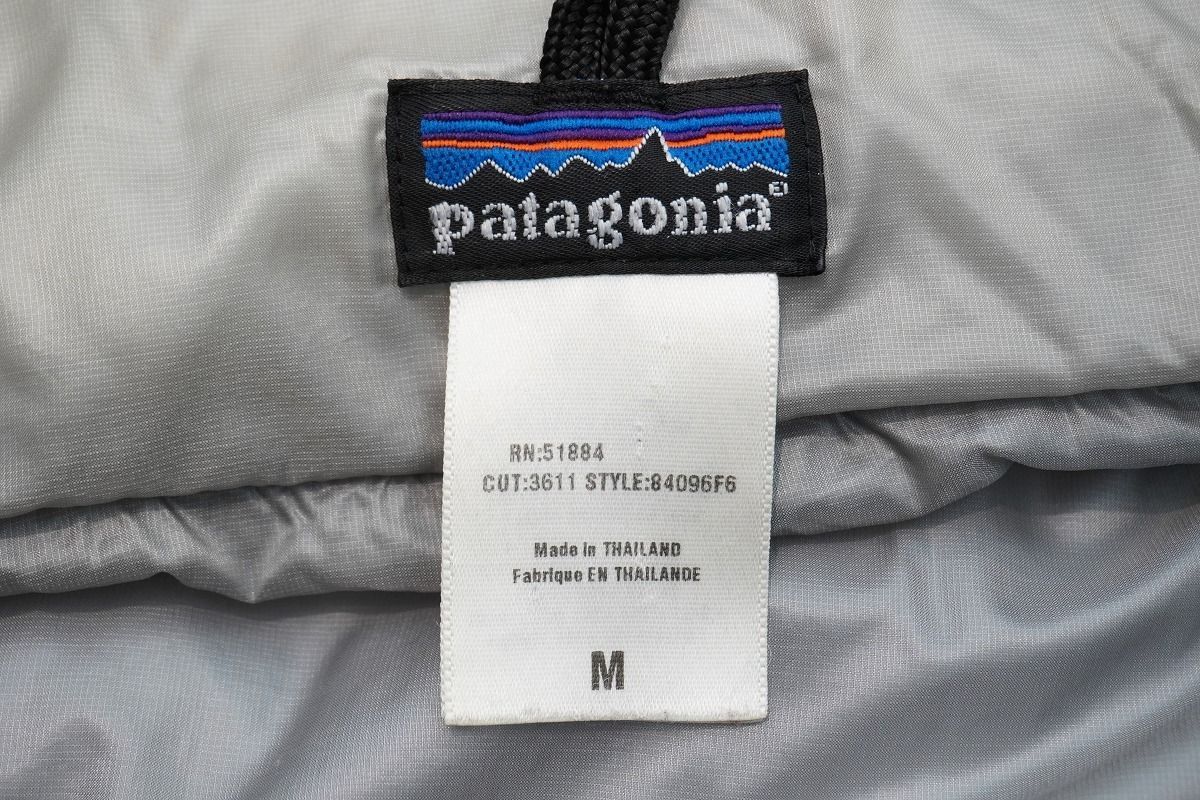 patagonia
RN:51884
CUT:3611 STYLE:84096F6
Made in THAILAND
Fabrique EN THAILANDE
M